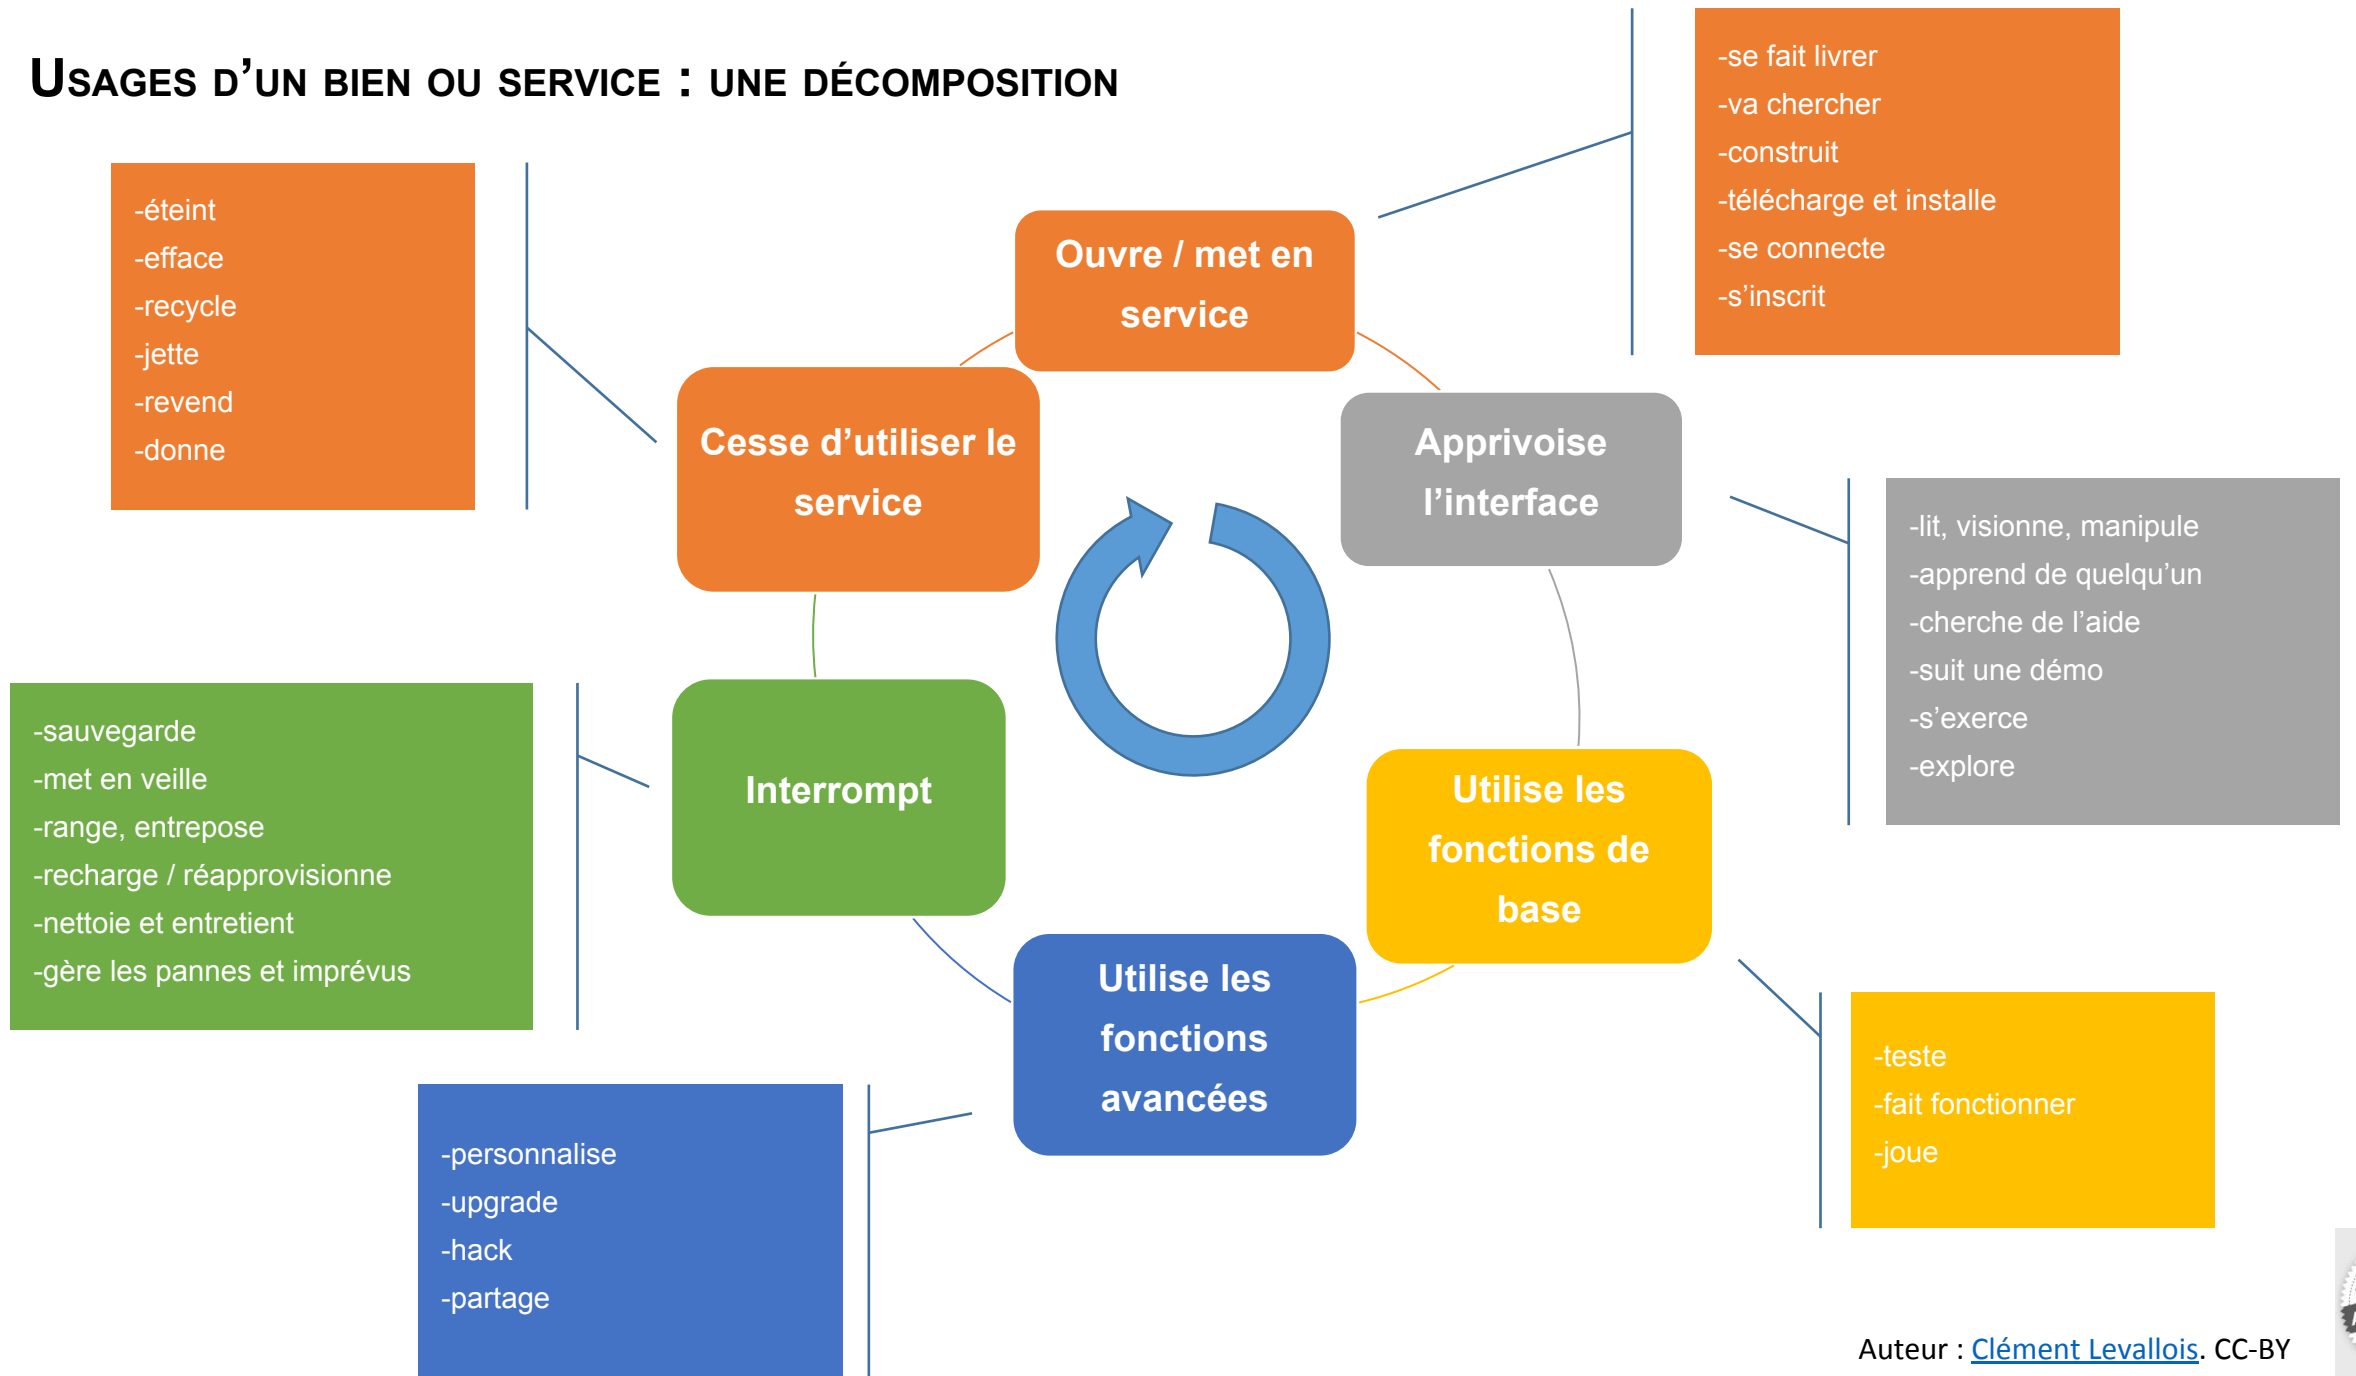 Usages d’un bien ou service : une décomposition
-se fait livrer
-va chercher
-construit
-télécharge et installe
-se connecte
-s’inscrit
-éteint
-efface
-recycle
-jette
-revend
-donne
Ouvre / met en
service
Cesse d’utiliser le
service
Apprivoise
l’interface
-lit, visionne, manipule
-apprend de quelqu’un
-cherche de l’aide
-suit une démo
-s’exerce
-explore
-sauvegarde
-met en veille
-range, entrepose
-recharge / réapprovisionne
-nettoie et entretient
-gère les pannes et imprévus
Interrompt
Utilise les
fonctions de
base
Utilise les
fonctions
avancées
-teste
-fait fonctionner
-joue
-personnalise
-upgrade
-hack
-partage
Auteur : Clément Levallois. CC-BY